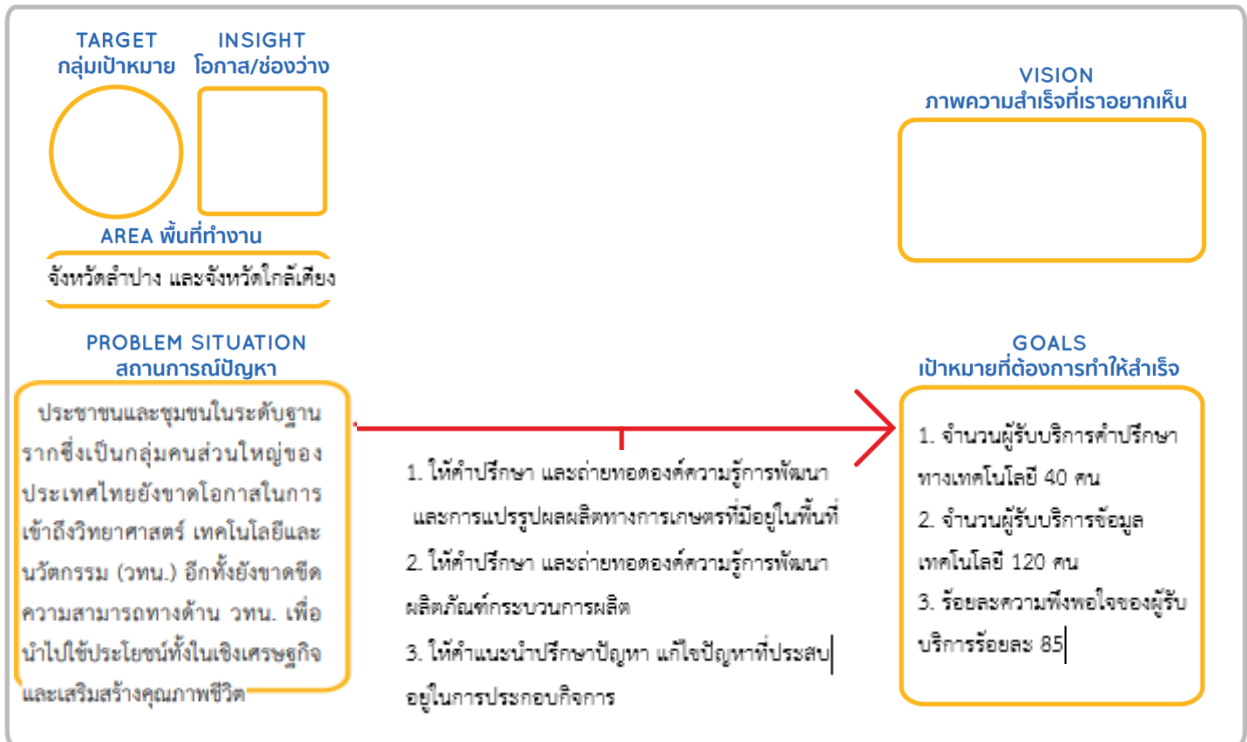 TARGET
กลุ่มเป้าหมาย
INSIGHT
โอกาส/ช่องว่าง
AREA พื้นที่ทำงาน
จังหวัดลำปาง และจังหวัดใกล้เคียง
PROBLEM SITUATION
สถานการณ์ปัญหา
ประชาชนและชุมชนในระดับฐาน
รากซึ่งเป็นกลุ่มคนส่วนใหญ่ของ
ประเทศไทยยังขาดโอกาสในการ
เข้าถึงวิทยาศาสตร์ เทคโนโลยีและ
นวัตกรรม (วทน.) อีกทั้งยังขาดขีด
ความสามารถทางด้าน วทน. เพื่อ
นำไปใช้ประโยชน์ทั้งในเชิงเศรษฐกิจ
และเสริมสร้างคุณภาพชีวิต
1. ให้คำปรึกษา และถ่ายทอดองค์ความรู้การพัฒนา
และการแปรรูปผลผลิตทางการเกษตรที่มีอยู่ในพื้นที่
2. ให้คำปรึกษา และถ่ายทอดองค์ความรู้การพัฒนา
ผลิตภัณฑ์กระบวนการผลิต
3. ให้คำแนะนำปรึกษาปัญหา แก้ไขปัญหาที่ประสบ
อยู่ในการประกอบกิจการ
VISION
ภาพความสำเร็จที่เราอยากเห็น
GOALS
เป้าหมายที่ต้องการทำให้สำเร็จ
1. จำนวนผู้รับบริการคำปรึกษา
ทางเทคโนโลยี 40 คน
2. จำนวนผู้รับบริการข้อมูล
เทคโนโลยี 120 คน
3. ร้อยละความพึงพอใจของผู้รับ
บริการร้อยละ 85